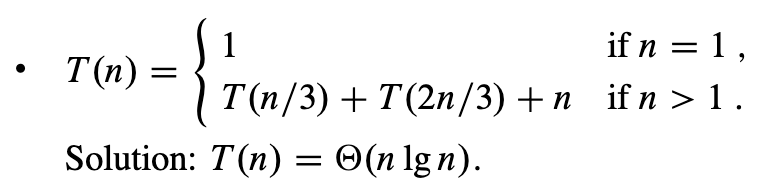 • T(n) = { 1 if n = 1 ,
T(n/3) + T(2n/3) + n if n > 1 .
Solution: T(n) = Θ(n lg n).